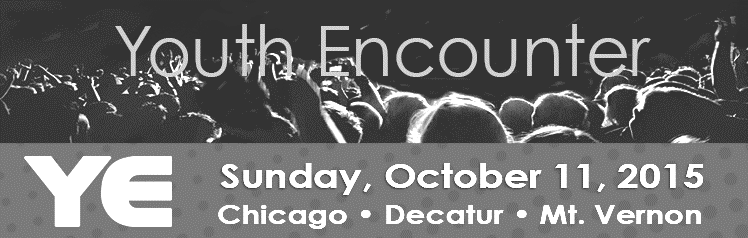 Youth Encounter
YE
Sunday, October 11, 2015
Chicago • Decatur • Mt. Vernon